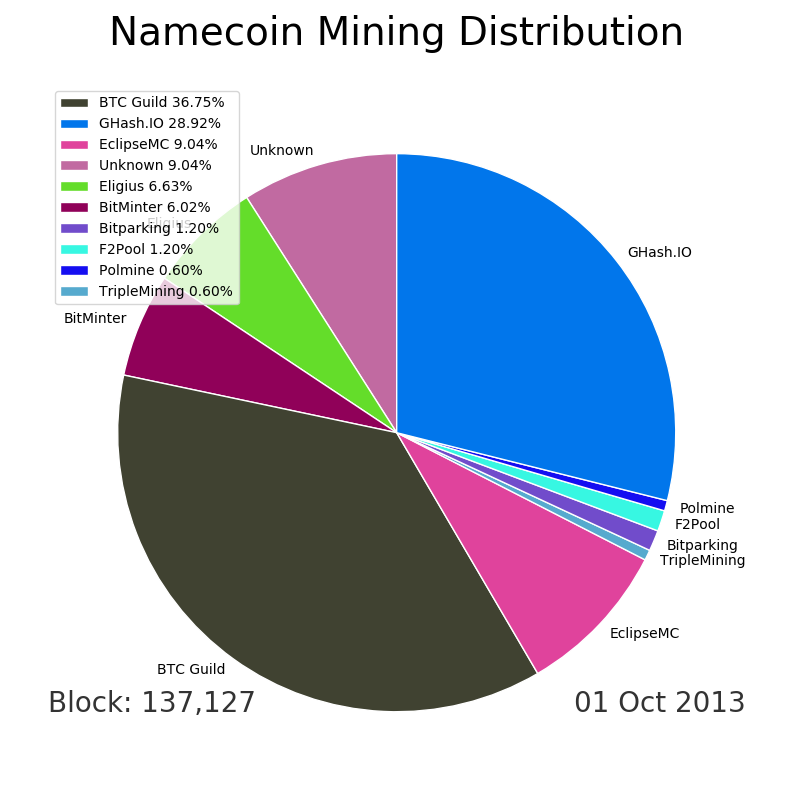 Namecoin Mining Distribution
BTC Guild 36.75%
GHash.IO 28.92%
EclipseMC 9.04%
Unknown 9.04%
Eligius 6.63%
BitMinter 6.02%
Bitparking 1.20%
F2Pool 1.20%
Polmine 0.60%
TripleMining 0.60%
Unknown
GHash.IO
Eligius
BitMinter
Polmine
F2Pool
Bitparking
TripleMining
EclipseMC
BTC Guild
Block: 137,127
01 Oct 2013